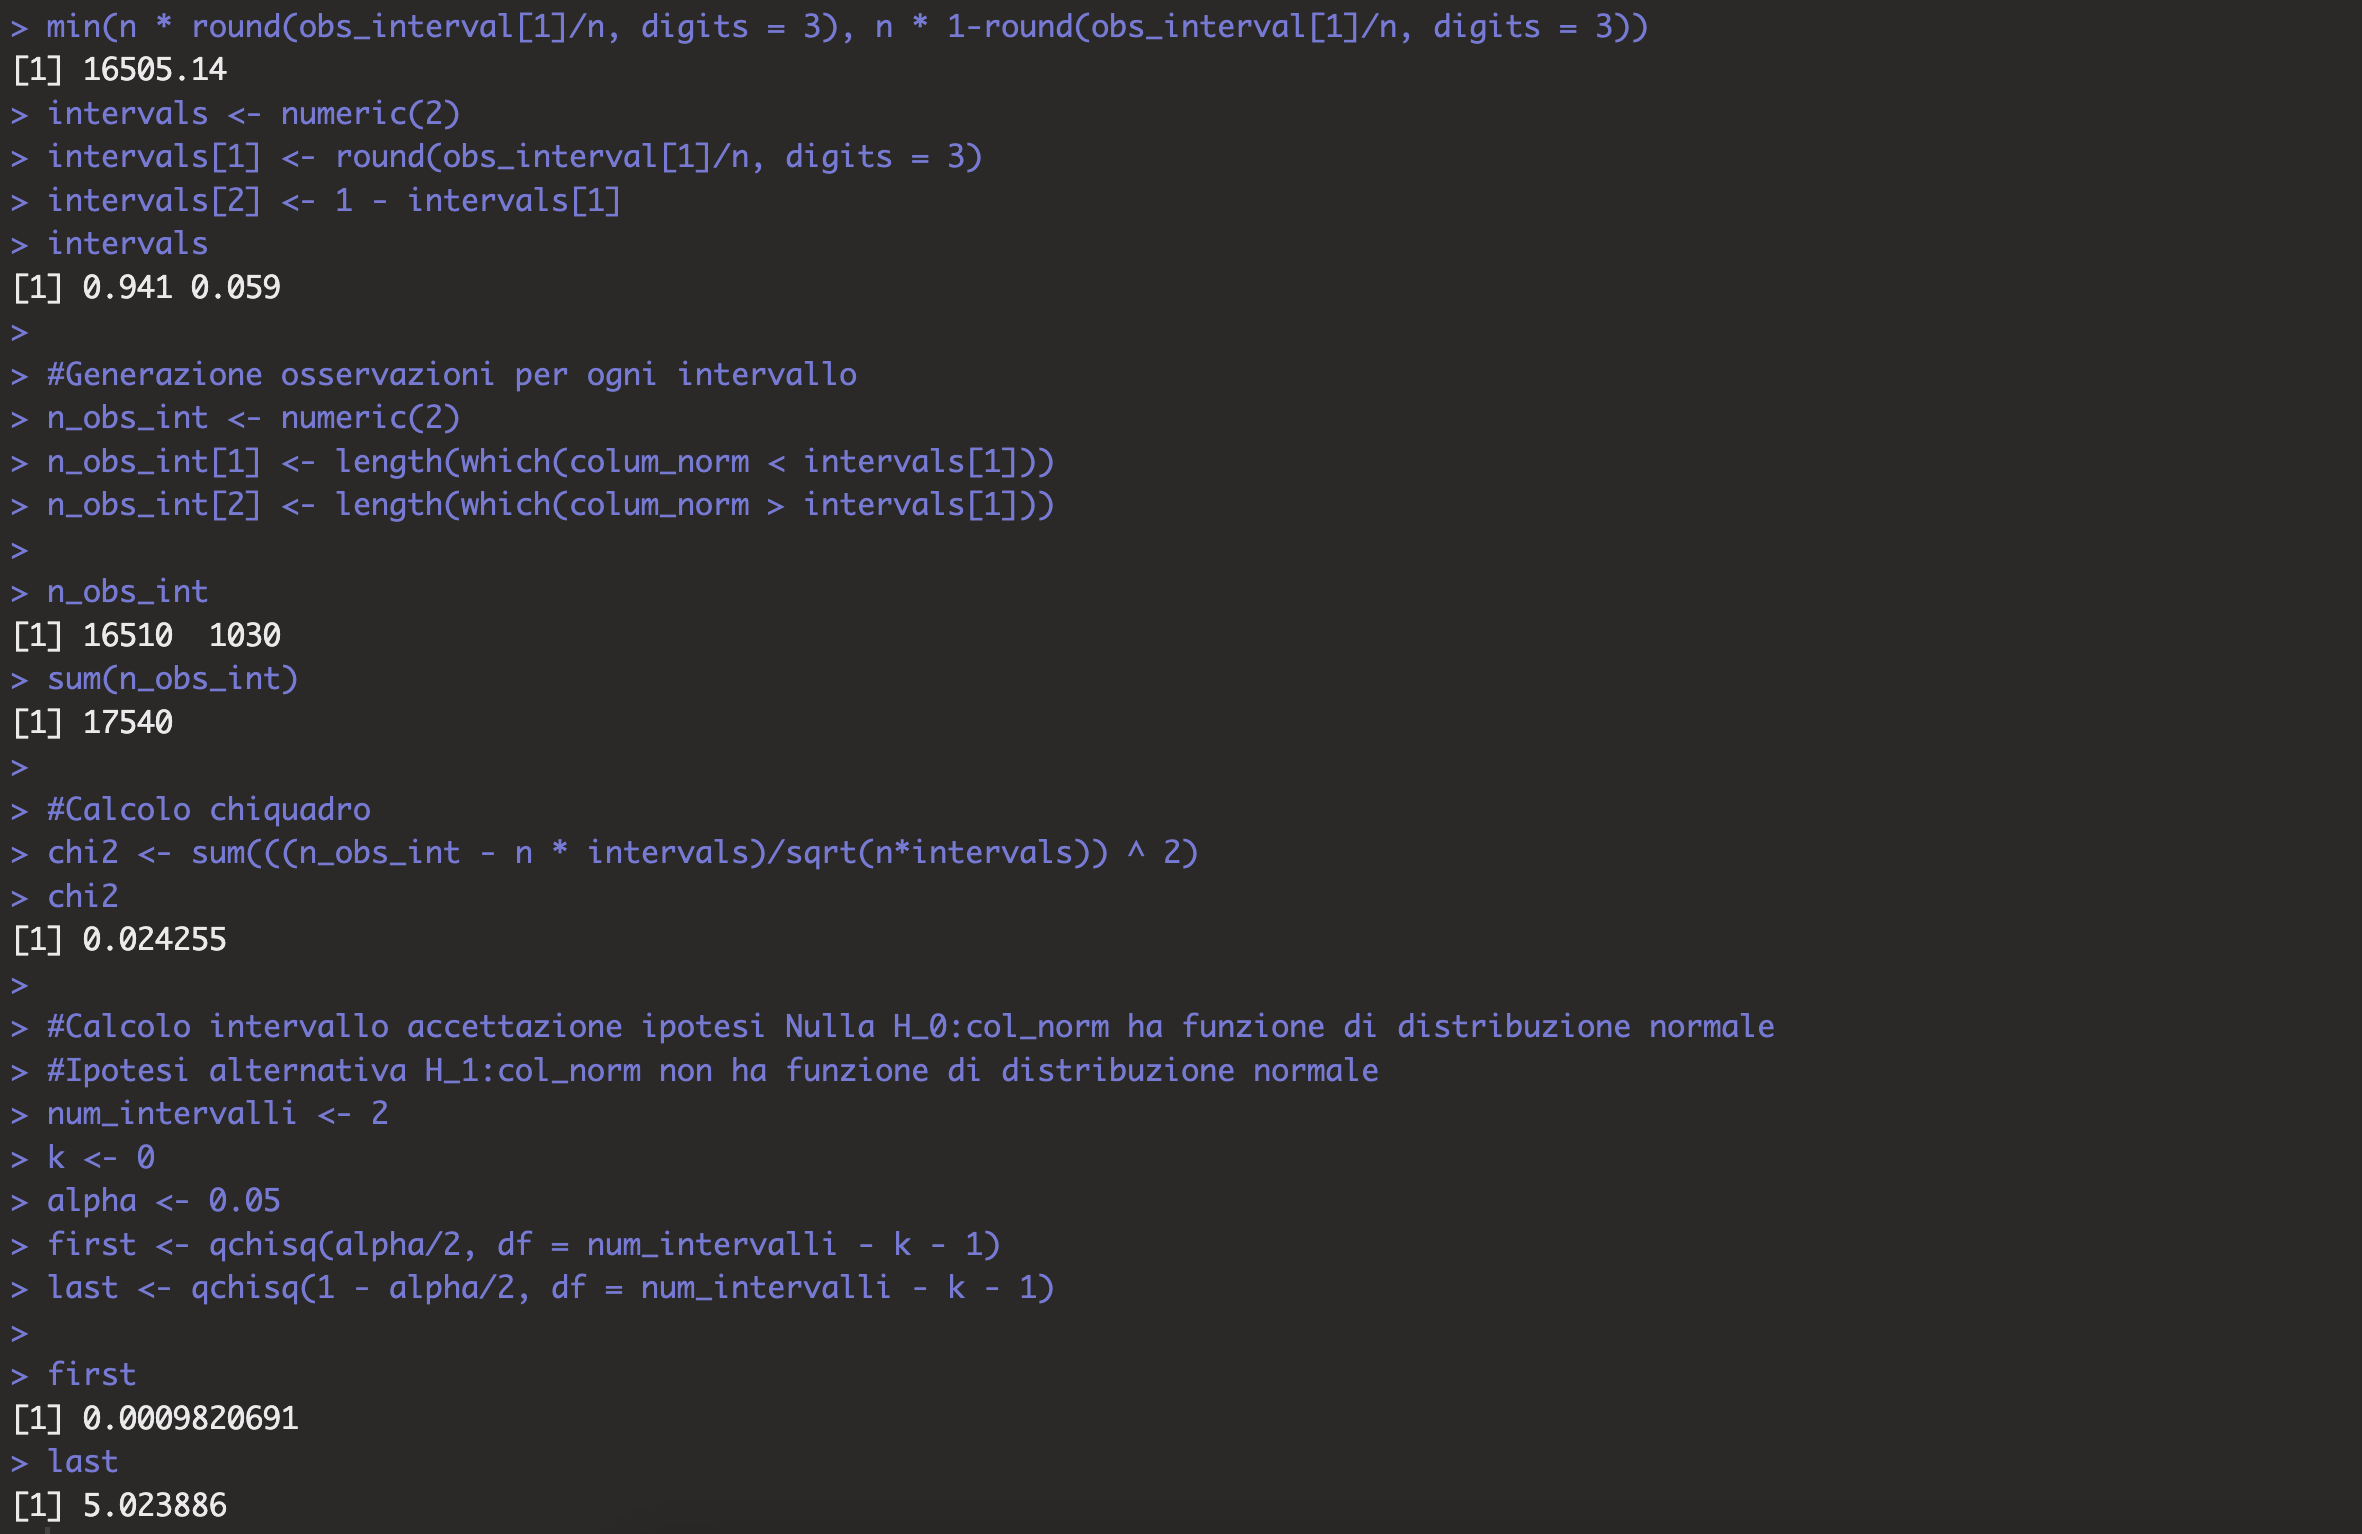 > min(n * round(obs_interval[1]/n, digits = 3), n * 1-round(obs_interval[1]/n, digits = 3))
[1] 16505.14
> intervals <- numeric(2)
> intervals[1] <- round(obs_interval[1]/n, digits = 3)
> intervals[2] <- 1 - intervals[1]
> intervals
[1] 0.941 0.059
>
> #Generazione osservazioni per ogni intervallo
> n_obs_int <- numeric(2)
> n_obs_int[1] <- length(which(colum_norm < intervals[1]))
> n_obs_int[2] <- length(which(colum_norm > intervals[1]))
>
> n_obs_int
[1] 16510  1030
> sum(n_obs_int)
[1] 17540
>
> #Calcolo chiquadro
> chi2 <- sum(((n_obs_int - n * intervals)/sqrt(n*intervals)) ^ 2)
> chi2
[1] 0.024255
>
> #Calcolo intervallo accettazione ipotesi Nulla H_0:col_norm ha funzione di distribuzione normale
> #Ipotesi alternativa H_1:col_norm non ha funzione di distribuzione normale
> num_intervalli <- 2
> k <- 0
> alpha <- 0.05
> first <- qchisq(alpha/2, df = num_intervalli - k - 1)
> last <- qchisq(1 - alpha/2, df = num_intervalli - k - 1)
>
> first
[1] 0.0009820691
> last
[1] 5.023886